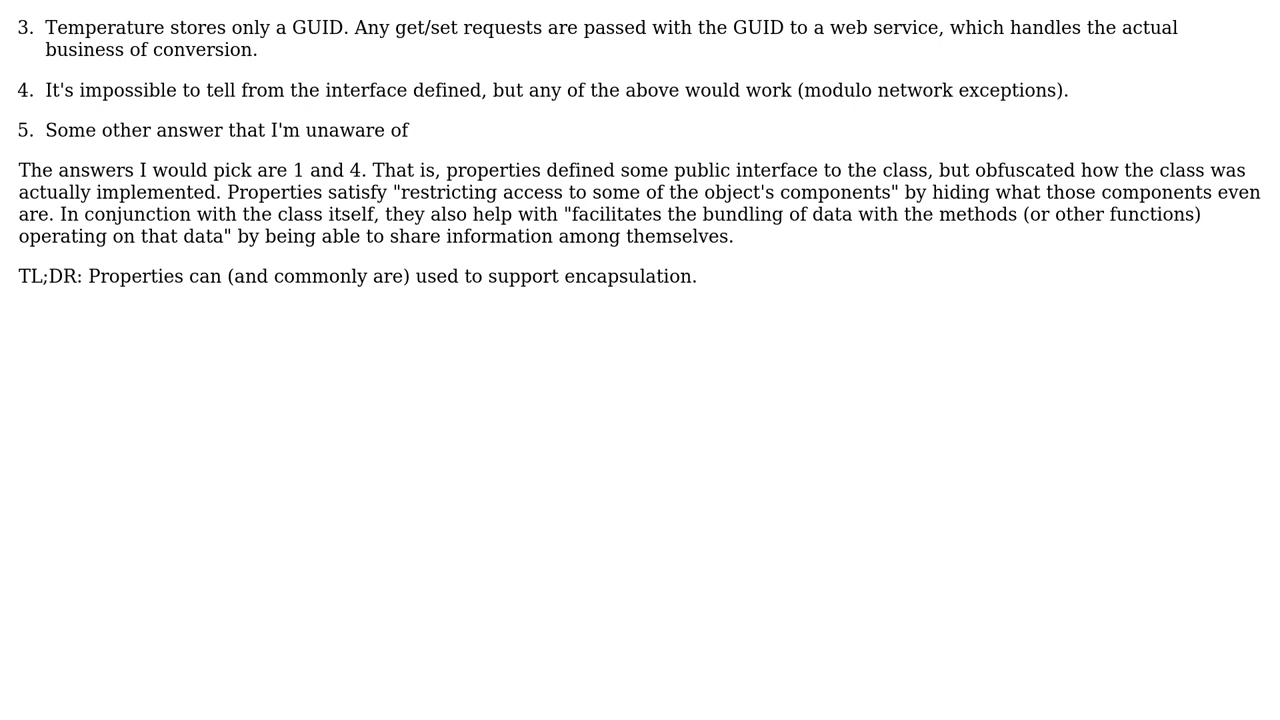 3. Temperature stores only a GUID. Any get/set requests are passed with the GUID to a web service, which handles the actual
business of conversion.
4. It's impossible to tell from the interface defined, but any of the above would work (modulo network exceptions).
5. Some other answer that I'm unaware of
The answers I would pick are 1 and 4. That is, properties defined some public interface to the class, but obfuscated how the class was
actually implemented. Properties satisfy "restricting access to some of the object's components" by hiding what those components even
are. In conjunction with the class itself, they also help with "facilitates the bundling of data with the methods (or other functions)
operating on that data" by being able to share information among themselves.
TL;DR: Properties can (and commonly are) used to support encapsulation.